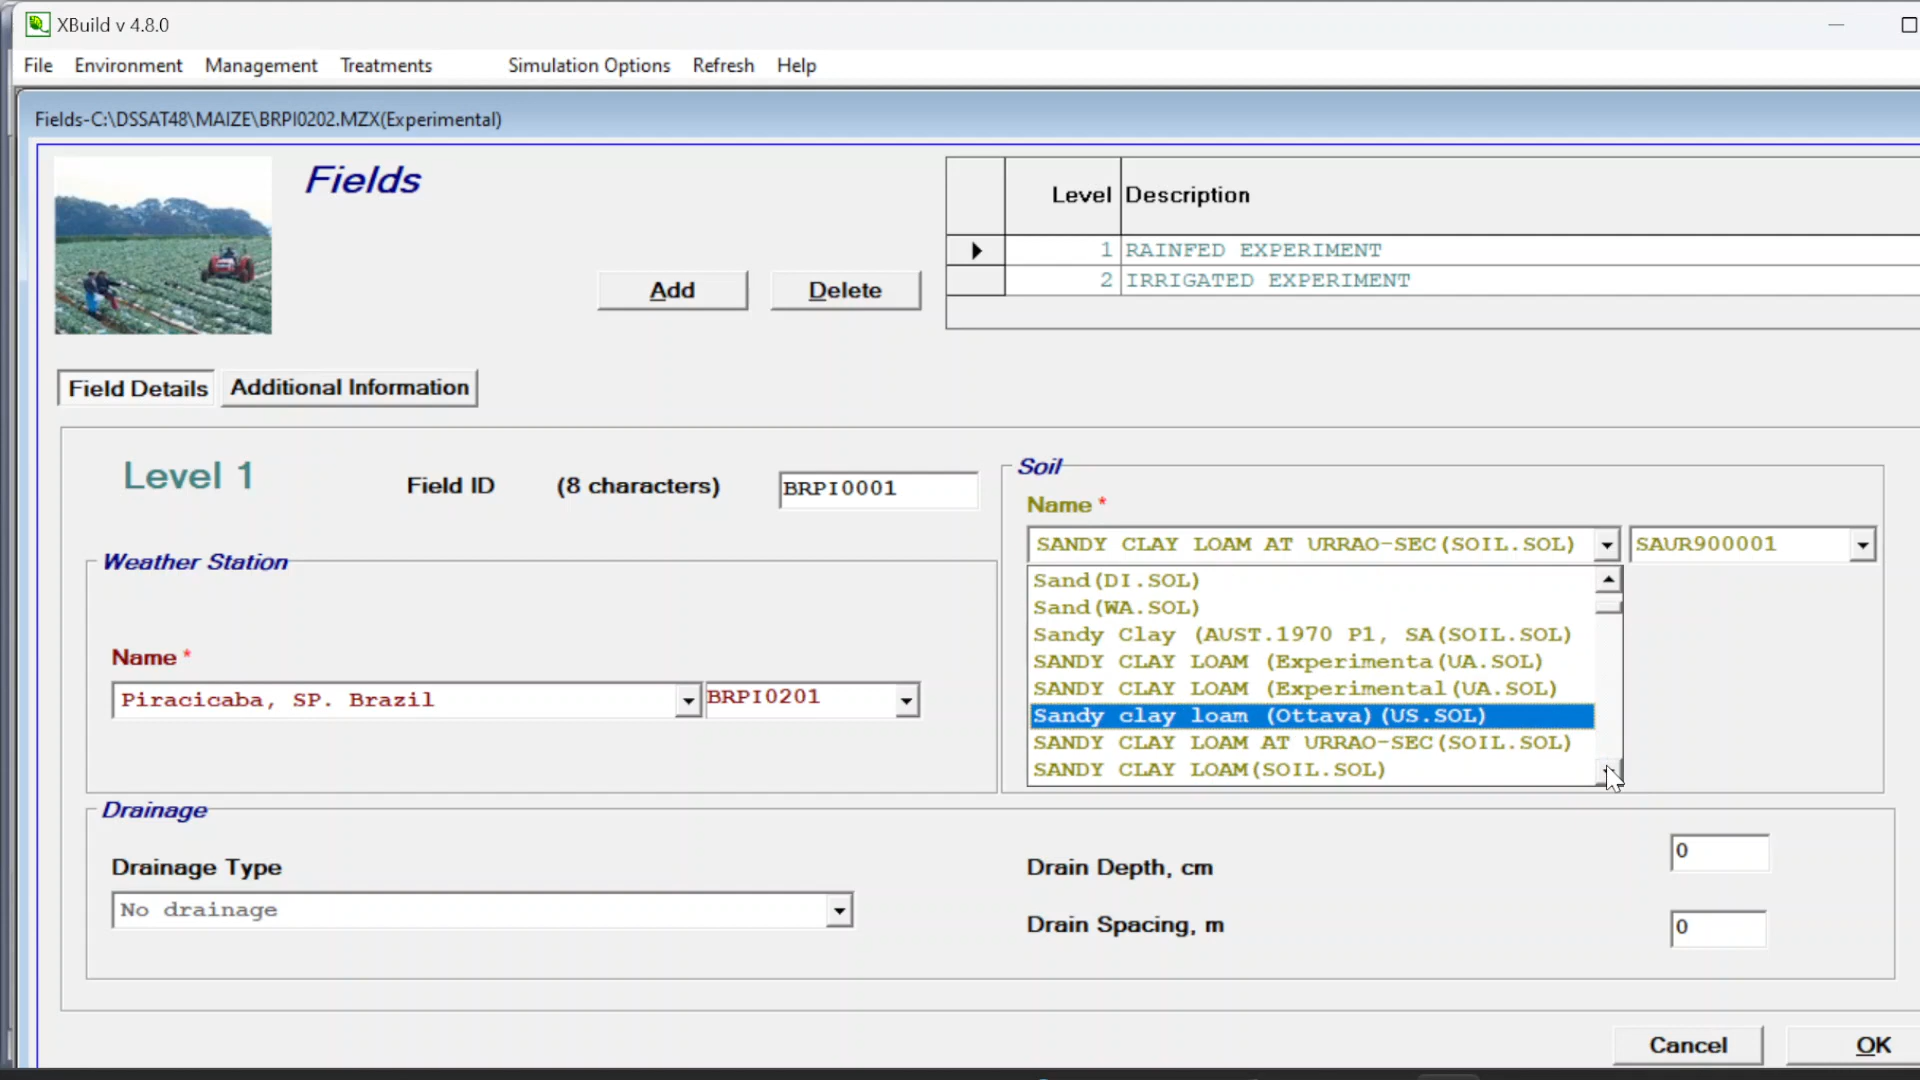 XBuild v 4.8.0
File Environment Management Treatments Simulation Options Refresh Help
Fields-C:\DSSAT48\MAIZE\BRPI0202.MZX(Experimental)
Fields
Level Description
1 RAINFED EXPERIMENT
2 IRRIGATED EXPERIMENT
Add Delete
Field Details Additional Information
Level 1
Field ID (8 characters) BRPI0001
Soil
Name *
SANDY CLAY LOAM AT URRAO-SEC(SOIL.SOL) SAUR900001
Sand(DI.SOL)
Sand(WA.SOL)
Sandy Clay (AUST.1970 P1, SA(SOIL.SOL)
SANDY CLAY LOAM (Experimenta(UA.SOL)
SANDY CLAY LOAM (Experimental(UA.SOL)
Sandy clay loam (Ottava)(US.SOL)
SANDY CLAY LOAM AT URRAO-SEC(SOIL.SOL)
SANDY CLAY LOAM(SOIL.SOL)
Weather Station
Name *
Piracicaba, SP. Brazil BRPI0201
Drainage
Drainage Type
No drainage
Drain Depth, cm 0
Drain Spacing, m 0
Cancel OK